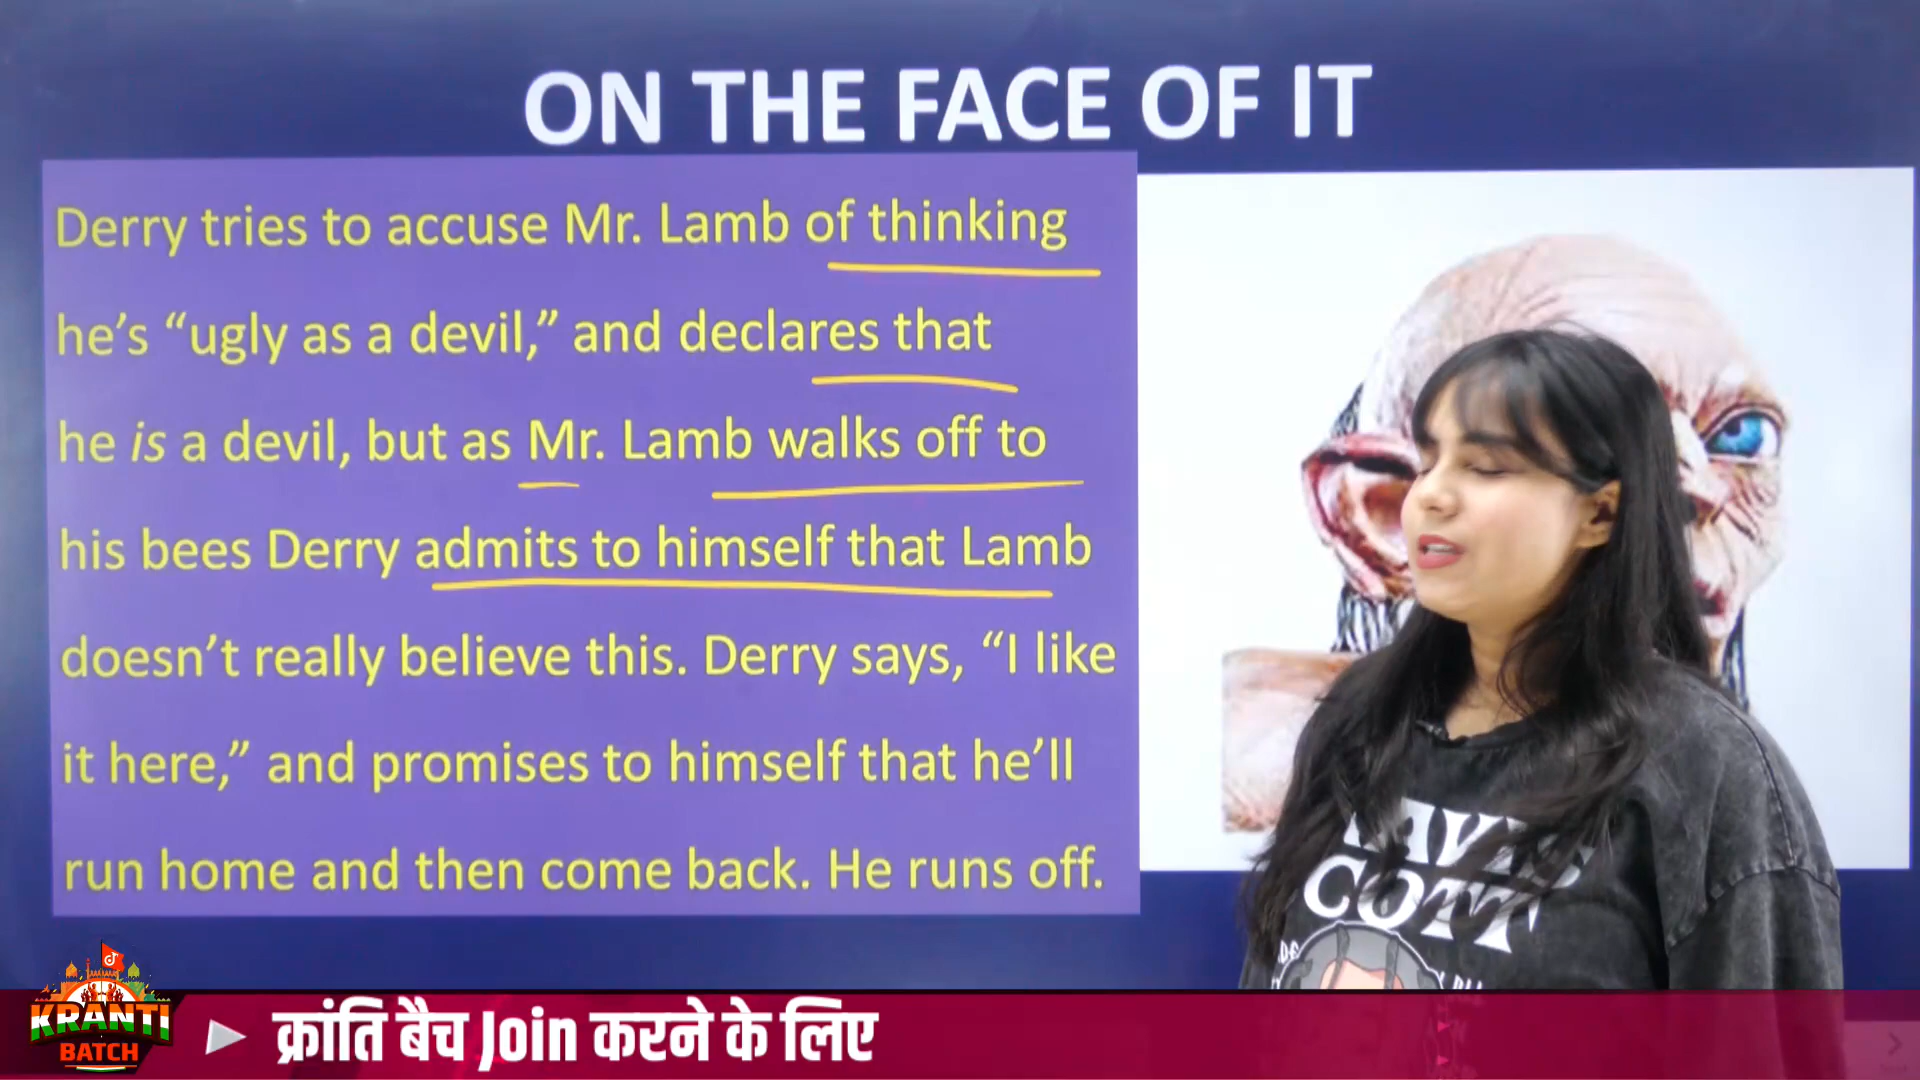 ON THE FACE OF IT
Derry tries to accuse Mr. Lamb of thinking
he’s “ugly as a devil,” and declares that
he is a devil, but as Mr. Lamb walks off to
his bees Derry admits to himself that Lamb
doesn’t really believe this. Derry says, “I like
it here,” and promises to himself that he’ll
run home and then come back. He runs off.
COTT
KRANTI
BATCH
क्रांति बैच Join करने के लिए